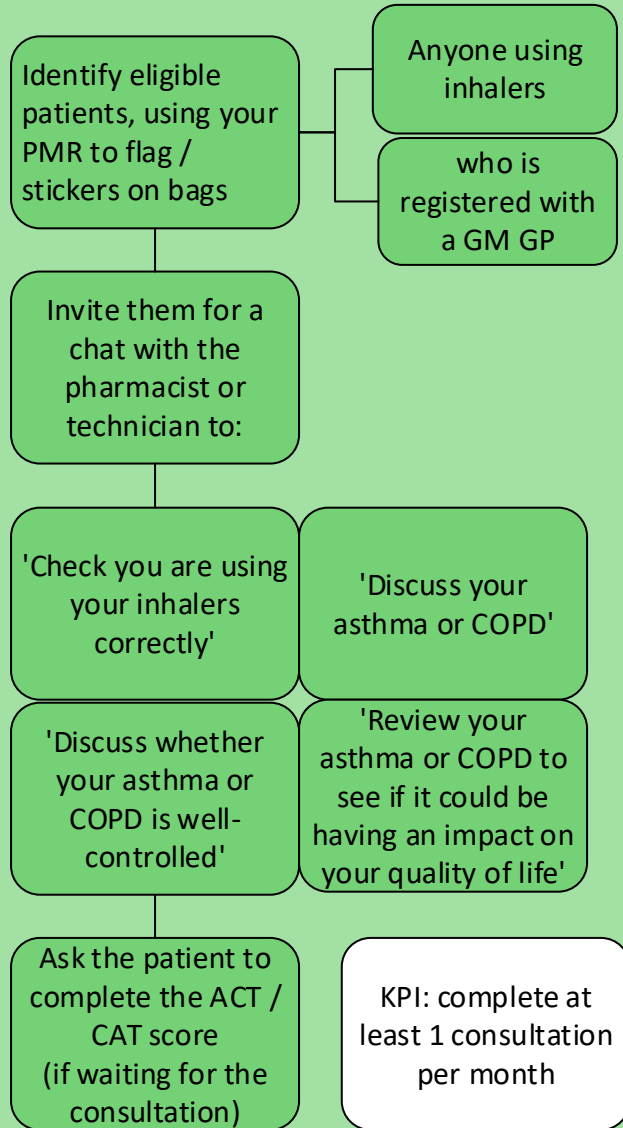 Identify eligible
patients, using your
PMR to flag /
stickers on bags
Anyone using
inhalers
who is
registered with
a GM GP
Invite them for a
chat with the
pharmacist or
technician to:
'Check you are using
your inhalers
correctly'
'Discuss your
asthma or COPD'
'Discuss whether
your asthma or
COPD is well-
controlled'
'Review your
asthma or COPD to
see if it could be
having an impact on
your quality of life'
Ask the patient to
complete the ACT /
CAT score
(if waiting for the
consultation)
KPI: complete at
least 1 consultation
per month